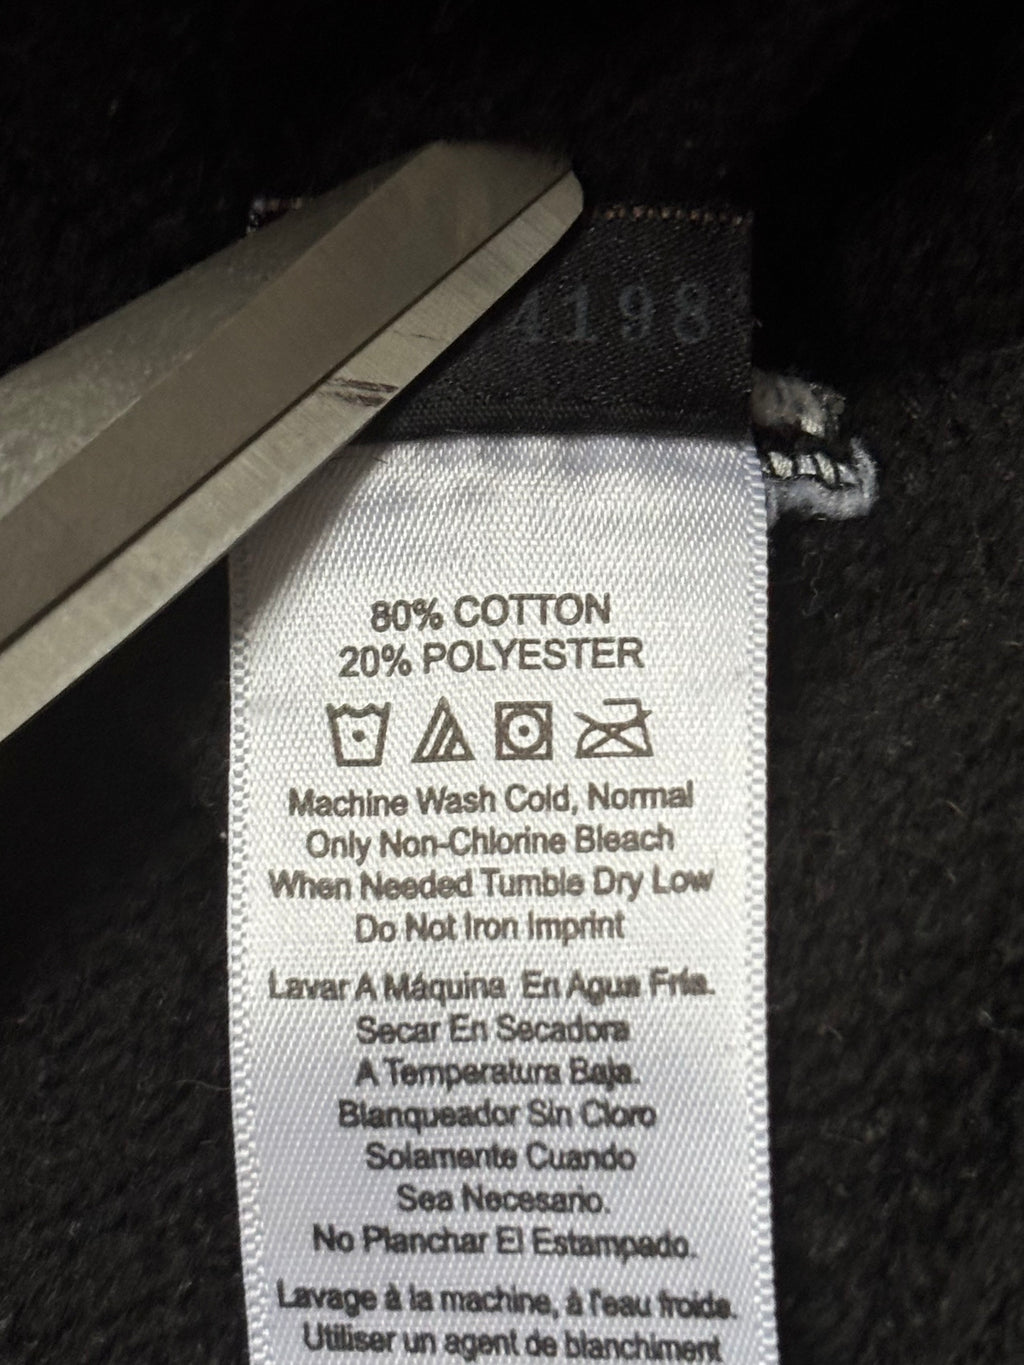 4198
80% COTTON
20% POLYESTER
Machine Wash Cold, Normal
Only Non-Chlorine Bleach
When Needed Tumble Dry Low
Do Not Iron Imprint
Lavar A Máquina En Agua Fría.
Secar En Secadora
A Temperatura Baja.
Blanqueador Sin Cloro
Solamente Cuando
Sea Necesario.
No Planchar El Estampado.
Lavage à la machine, à l'eau froide.
Utiliser un agent de blanchiment